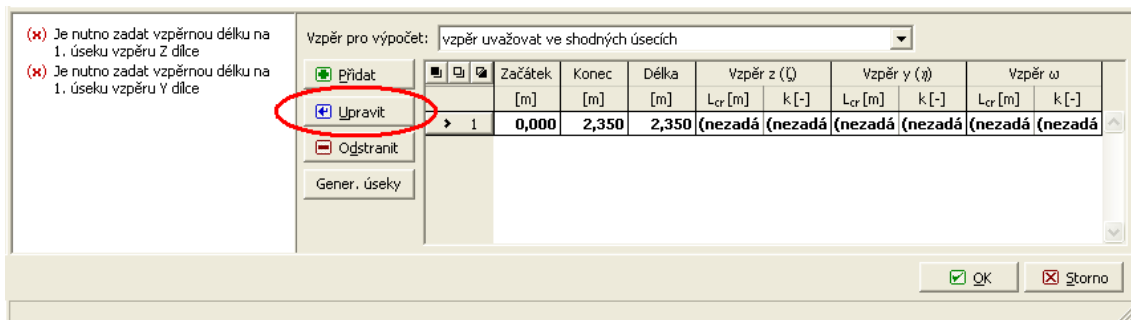 (x) Je nutno zadat vzpěrnou délku na
1. úseku vzpěru Z dílce
(x) Je nutno zadat vzpěrnou délku na
1. úseku vzpěru Y dílce
Vzpěr pro výpočet: vzpěr uvažovat ve shodných úsecích
Přidat
Upravit
Odstranit
Gener. úseky
Začátek Konec Délka Vzpěr z (ζ) Vzpěr y (η) Vzpěr ω
[m] [m] [m] Lcr [m] k [-] Lcr [m] k [-] Lcr [m] k [-]
1 0,000 2,350 2,350 (nezadá (nezadá (nezadá (nezadá (nezadá (nezadá
OK Storno